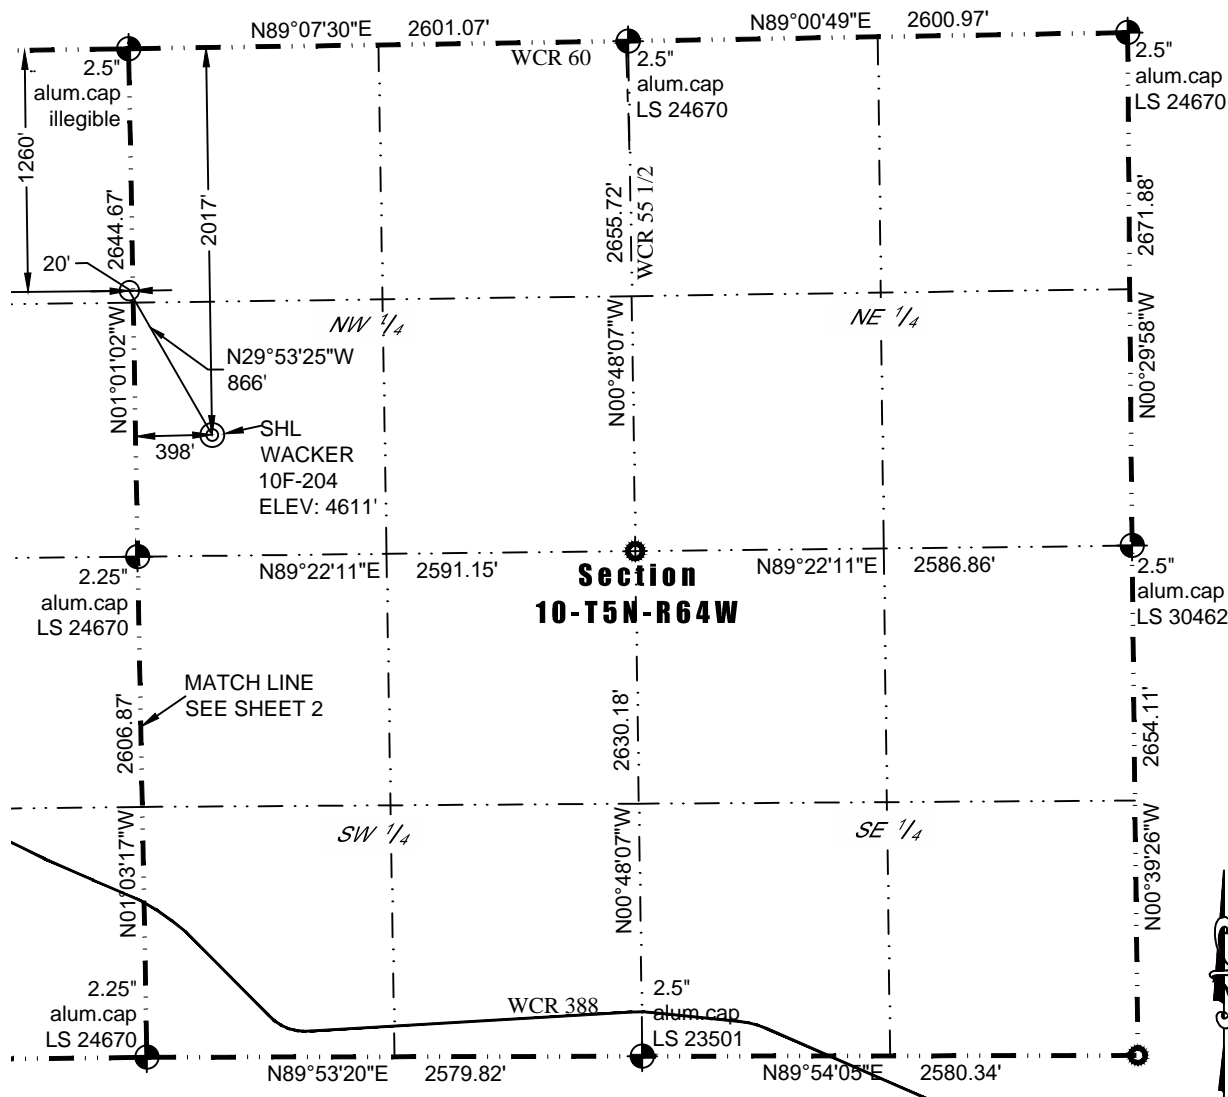 N89°07'30"E 2601.07'
N89°00'49"E 2600.97'
WCR 60
2.5"
alum.cap
illegible
2.5"
alum.cap
LS 24670
2.5"
alum.cap
LS 24670
1260'
2644.67'
2017'
2655.72'
WCR 55 1/2
2671.88'
20'
NW 1/4
NE 1/4
N01°01'02"W
N29°53'25"W
866'
N00°48'07"W
N00°29'58"W
398'
SHL
WACKER
10F-204
ELEV: 4611'
N89°22'11"E 2591.15'
N89°22'11"E 2586.86'
Section
10-T5N-R64W
2.25"
alum.cap
LS 24670
2.5"
alum.cap
LS 30462
MATCH LINE
SEE SHEET 2
2606.87'
2630.18'
2654.11'
SW 1/4
SE 1/4
N01°03'17"W
N00°48'07"W
N00°39'26"W
2.25"
alum.cap
LS 24670
WCR 388
2.5"
alum.cap
LS 23501
N89°53'20"E 2579.82'
N89°54'05"E 2580.34'